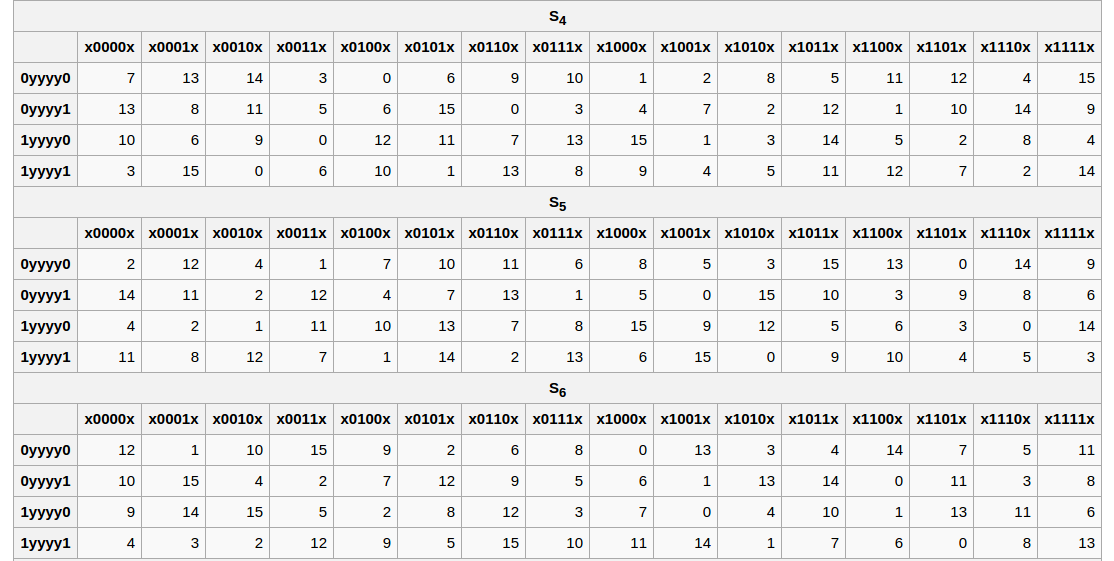 S4
x0000x x0001x x0010x x0011x x0100x x0101x x0110x x0111x x1000x x1001x x1010x x1011x x1100x x1101x x1110x x1111x
0yyyy0 7 13 14 3 0 6 9 10 1 2 8 5 11 12 4 15
0yyyy1 13 8 11 5 6 15 0 3 4 7 2 12 1 10 14 9
1yyyy0 10 6 9 0 12 11 7 13 15 1 3 14 5 2 8 4
1yyyy1 3 15 0 6 10 1 13 8 9 4 5 11 12 7 2 14
S5
x0000x x0001x x0010x x0011x x0100x x0101x x0110x x0111x x1000x x1001x x1010x x1011x x1100x x1101x x1110x x1111x
0yyyy0 2 12 4 1 7 10 11 6 8 5 3 15 13 0 14 9
0yyyy1 14 11 2 12 4 7 13 1 5 0 15 10 3 9 8 6
1yyyy0 4 2 1 11 10 13 7 8 15 9 12 5 6 3 0 14
1yyyy1 11 8 12 7 1 14 2 13 6 15 0 9 10 4 5 3
S6
x0000x x0001x x0010x x0011x x0100x x0101x x0110x x0111x x1000x x1001x x1010x x1011x x1100x x1101x x1110x x1111x
0yyyy0 12 1 10 15 9 2 6 8 0 13 3 4 14 7 5 11
0yyyy1 10 15 4 2 7 12 9 5 6 1 13 14 0 11 3 8
1yyyy0 9 14 15 5 2 8 12 3 7 0 4 10 1 13 11 6
1yyyy1 4 3 2 12 9 5 15 10 11 14 1 7 6 0 8 13